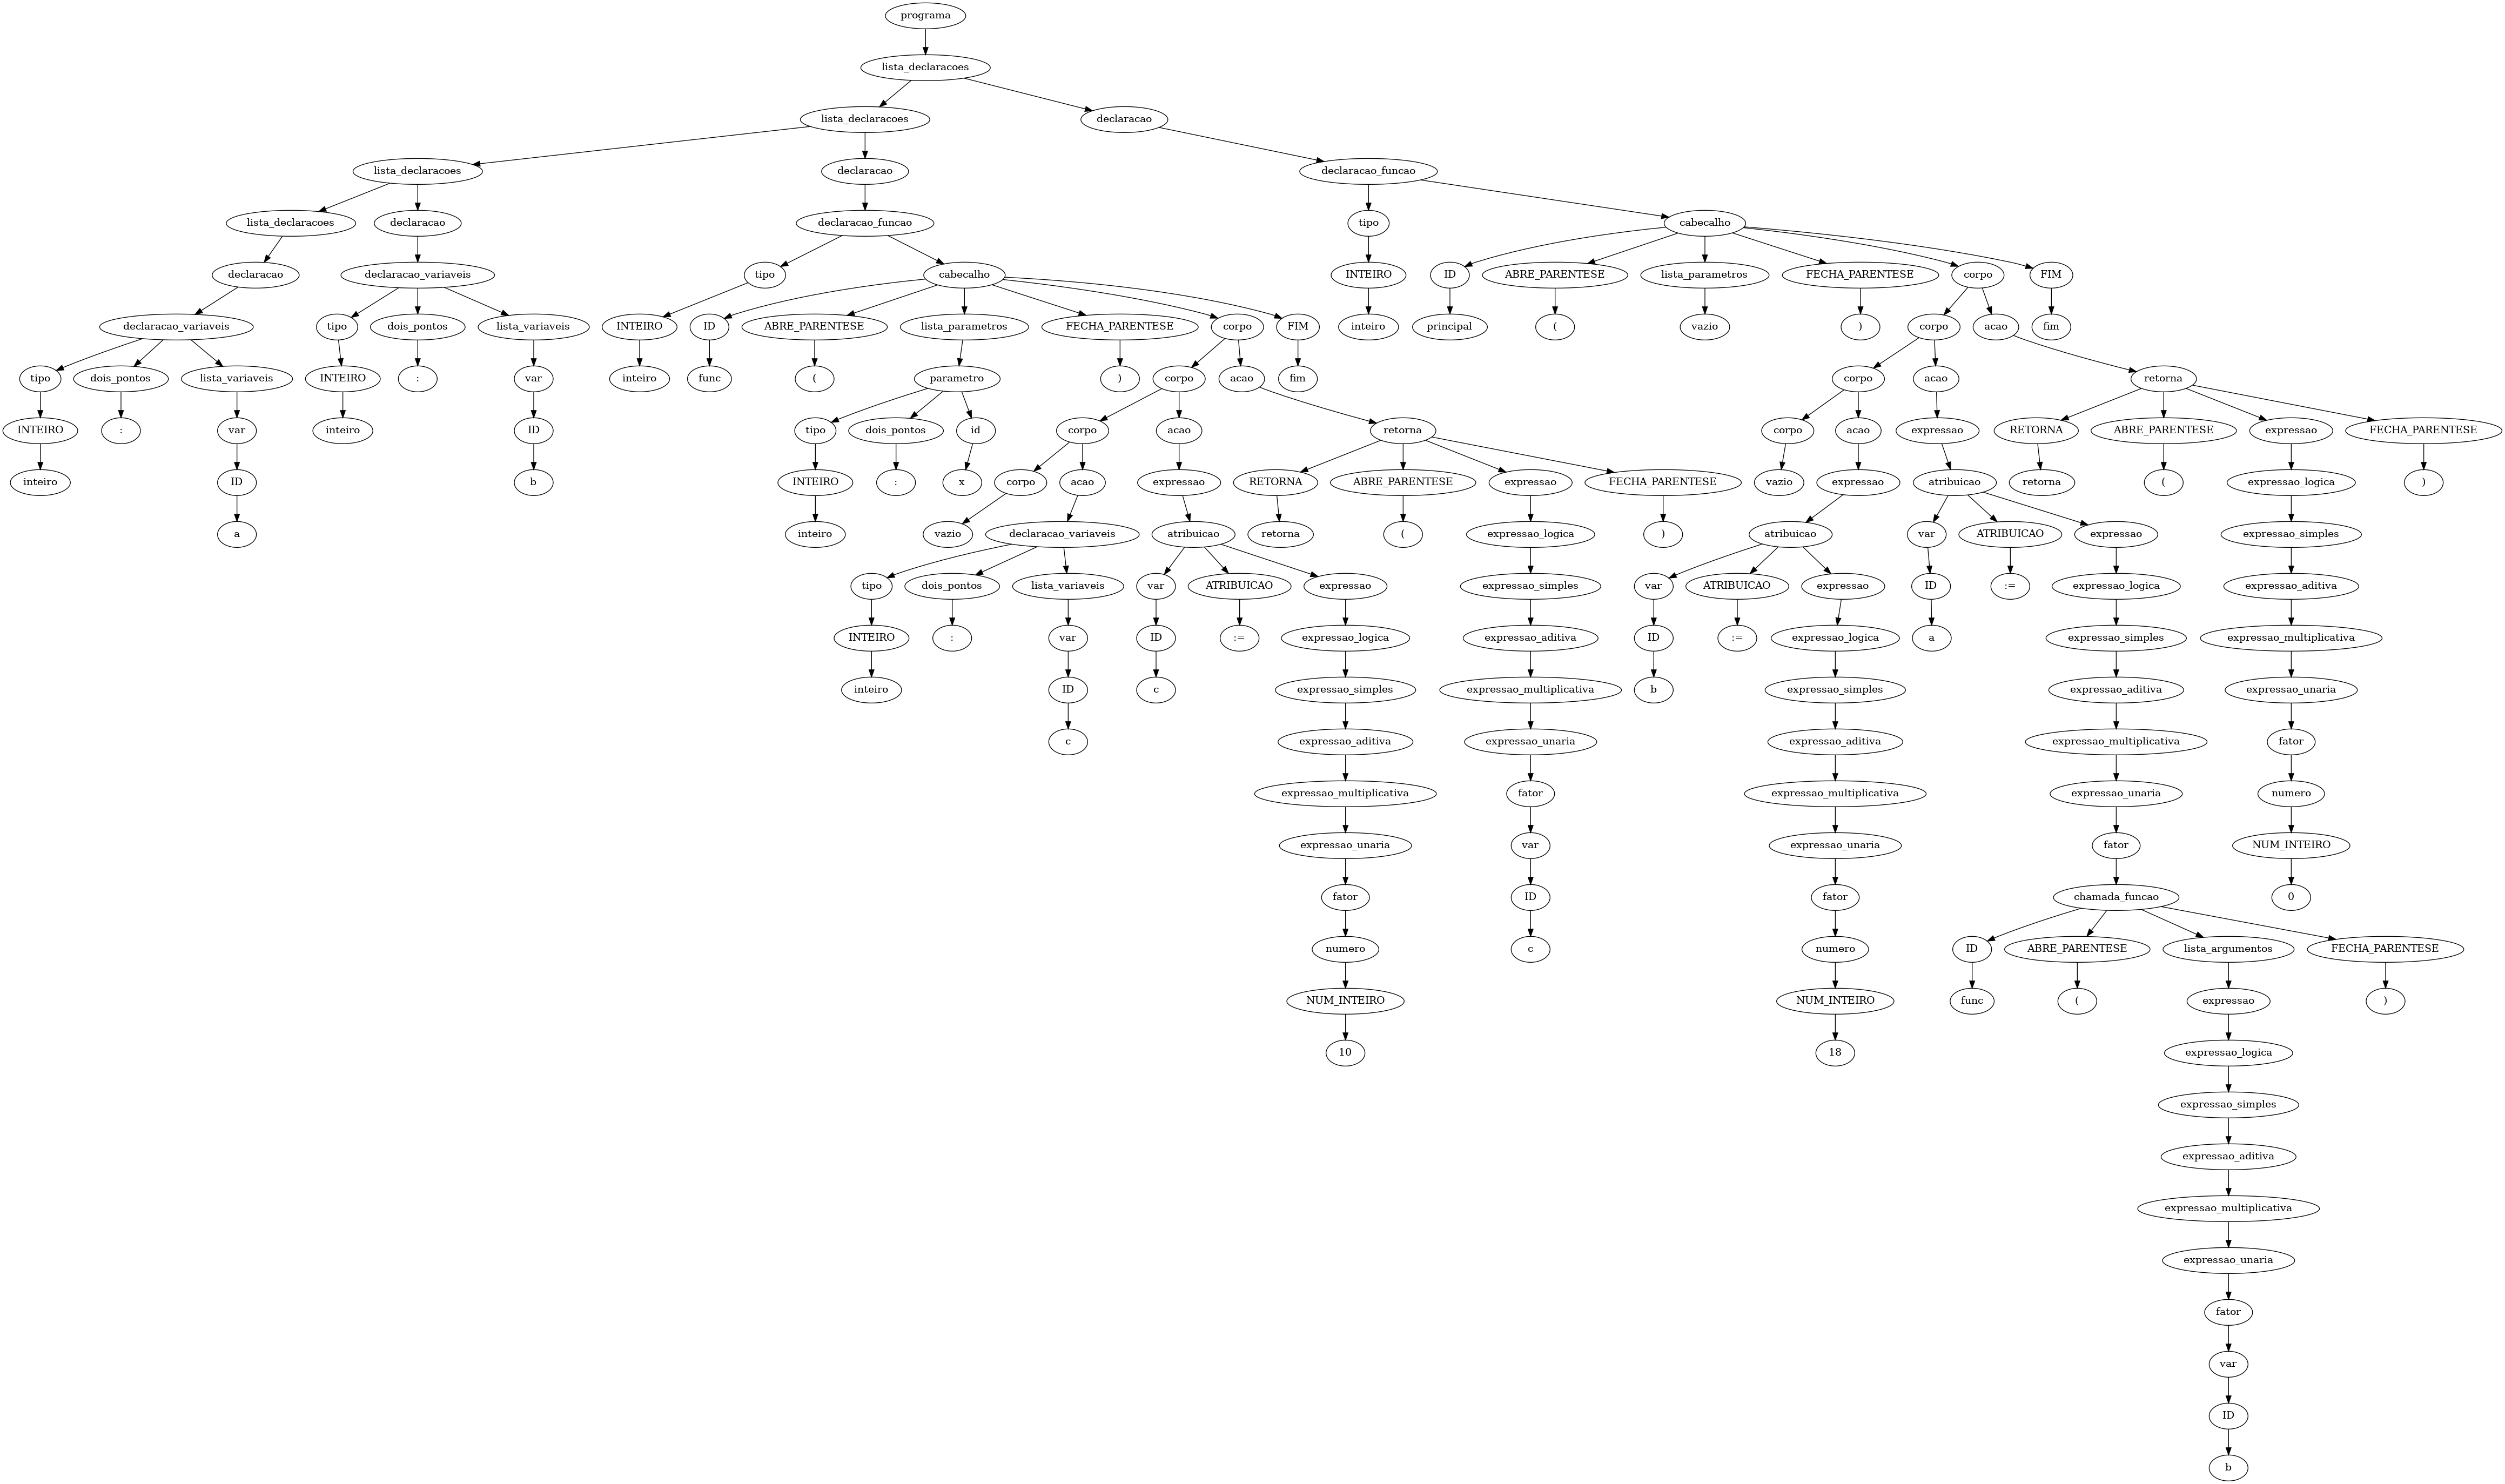 programa
lista_declaracoes
lista_declaracoes declaracao
lista_declaracoes declaracao declaracao_funcao
lista_declaracoes declaracao declaracao_funcao tipo cabecalho
declaracao declaracao_variaveis tipo cabecalho INTEIRO ID ABRE_PARENTESE lista_parametros FECHA_PARENTESE corpo FIM
declaracao_variaveis tipo dois_pontos lista_variaveis INTEIRO ID ABRE_PARENTESE lista_parametros FECHA_PARENTESE corpo FIM inteiro principal ( vazio ) corpo acao fim
tipo dois_pontos lista_variaveis INTEIRO : var inteiro func ( parametro ) corpo acao fim corpo acao retorna
INTEIRO : var inteiro ID tipo dois_pontos id corpo acao retorna corpo acao expressao RETORNA ABRE_PARENTESE expressao FECHA_PARENTESE
inteiro ID b INTEIRO : x corpo acao expressao RETORNA ABRE_PARENTESE expressao FECHA_PARENTESE vazio expressao atribuicao retorna ( expressao_logica )
a inteiro vazio declaracao_variaveis atribuicao retorna ( expressao_logica ) atribuicao var ATRIBUICAO expressao expressao_simples
tipo dois_pontos lista_variaveis var ATRIBUICAO expressao expressao_simples var ATRIBUICAO expressao ID := expressao_logica expressao_aditiva
INTEIRO : var ID := expressao_logica expressao_aditiva ID := expressao_logica a expressao_simples expressao_multiplicativa
inteiro ID c expressao_simples expressao_multiplicativa b expressao_simples expressao_aditiva expressao_unaria
c expressao_aditiva expressao_unaria expressao_aditiva expressao_multiplicativa fator
expressao_multiplicativa fator expressao_multiplicativa expressao_unaria numero
expressao_unaria var expressao_unaria fator NUM_INTEIRO
fator ID fator chamada_funcao 0
numero c numero ID ABRE_PARENTESE lista_argumentos FECHA_PARENTESE
NUM_INTEIRO NUM_INTEIRO func ( expressao )
10 18 expressao_logica
expressao_simples
expressao_aditiva
expressao_multiplicativa
expressao_unaria
fator
var
ID
b